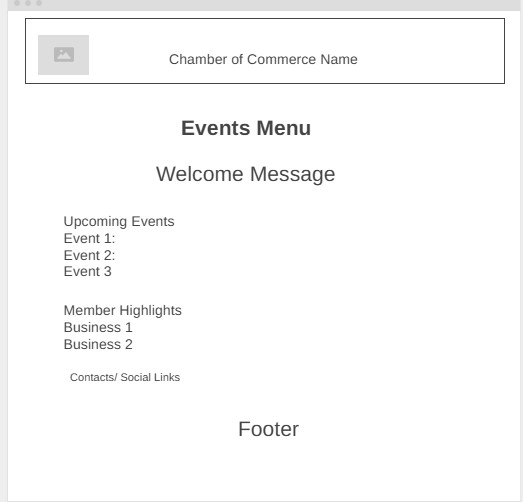 Chamber of Commerce Name
Events Menu
Welcome Message
Upcoming Events
Event 1:
Event 2:
Event 3
Member Highlights
Business 1
Business 2
Contacts/ Social Links
Footer